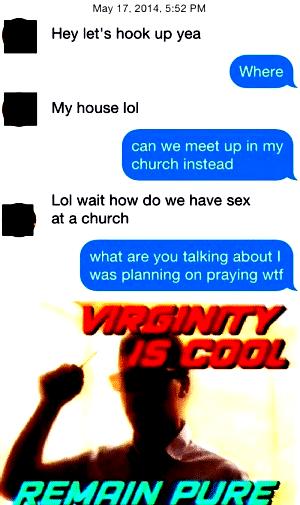 May 17, 2014, 5:52 PM
Hey let's hook up yea
Where
My house lol
can we meet up in my
church instead
Lol wait how do we have sex
at a church
what are you talking about I
was planning on praying wtf
VIRGINITY
IS COOL
REMAIN PURE